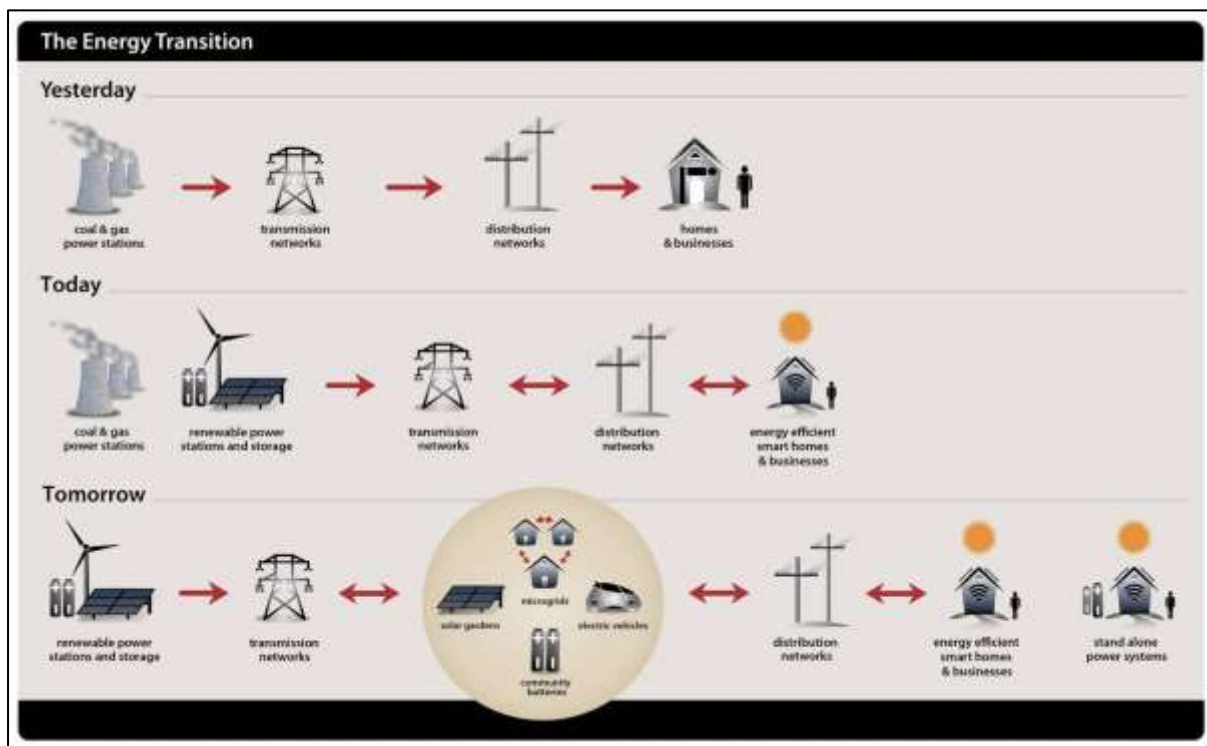 The Energy Transition
Yesterday
coal & gas
power stations
transmission
networks
distribution
networks
homes
& businesses
Today
coal & gas
power stations
renewable power
stations and storage
transmission
networks
distribution
networks
energy efficient
smart homes
& businesses
Tomorrow
renewable power
stations and storage
transmission
networks
microgrids
solar gardens
electric vehicles
community
batteries
distribution
networks
energy efficient
smart homes
& businesses
stand alone
power systems